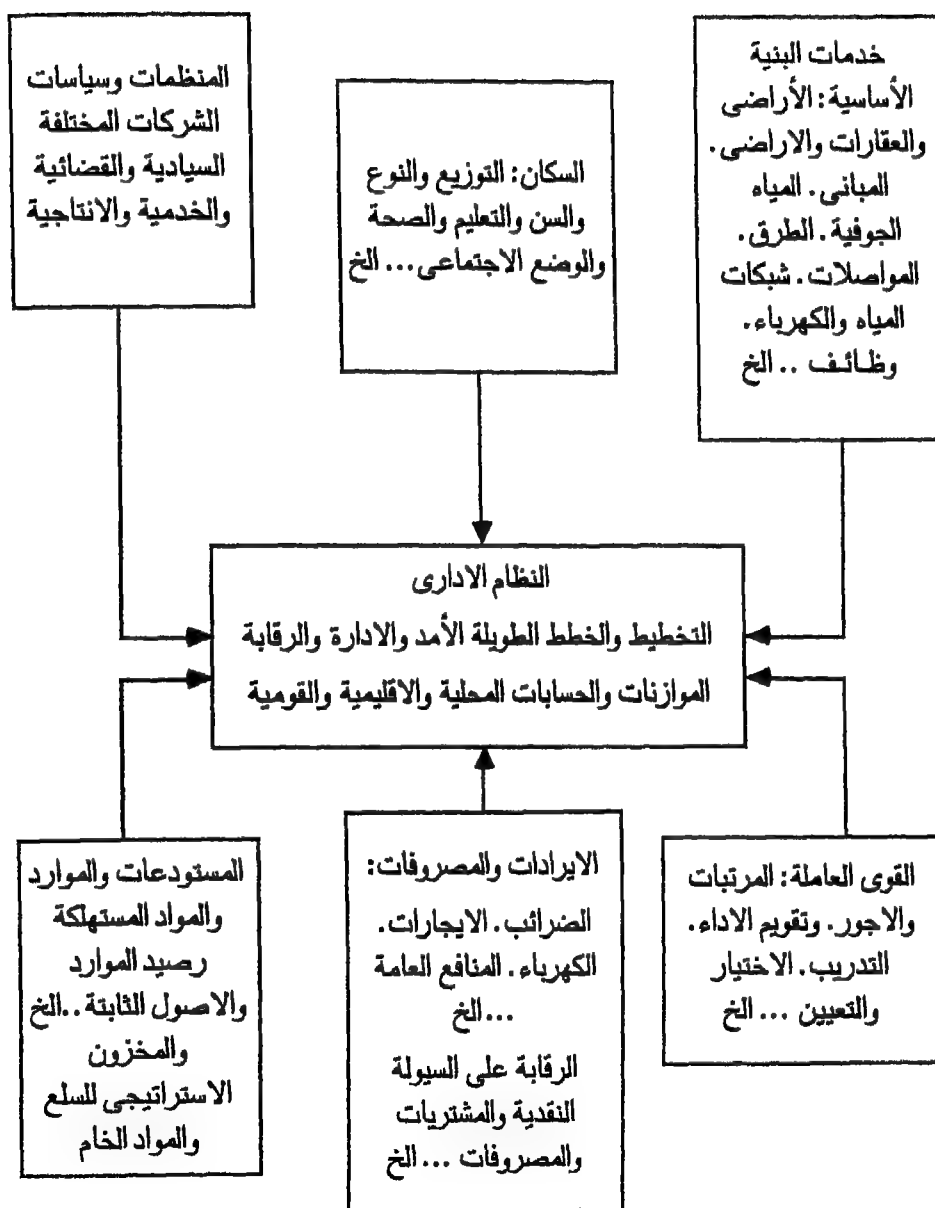 خدمات البنية
الأساسية: الأراضى
والعقارات والاراضى.
المبانى. المياه
الجوفية. الطرق.
المواصلات. شبكات
المياه والكهرباء.
وظائف .. الخ
السكان: التوزيع والنوع
والسن والتعليم والصحة
والوضع الاجتماعى... الخ
المنظمات وسياسات
الشركات المختلفة
السيادية والقضائية
والخدمية والانتاجية
النظام الادارى
التخطيط والخطط الطويلة الأمد والادارة والرقابة
الموازنات والحسابات المحلية والاقليمية والقومية
القوى العاملة: المرتبات
والاجور. وتقويم الاداء.
التدريب. الاختيار
والتعيين ... الخ
الايرادات والمصروفات:
الضرائب. الايجارات.
الكهرباء. المنافع العامة
...الخ
الرقابة على السيولة
النقدية والمشتريات
والمصروفات ... الخ
المستودعات والموارد
والمواد المستهلكة
رصيد الموارد
والاصول الثابتة..الخ
والمخزون
الاستراتيجى للسلع
والمواد الخام